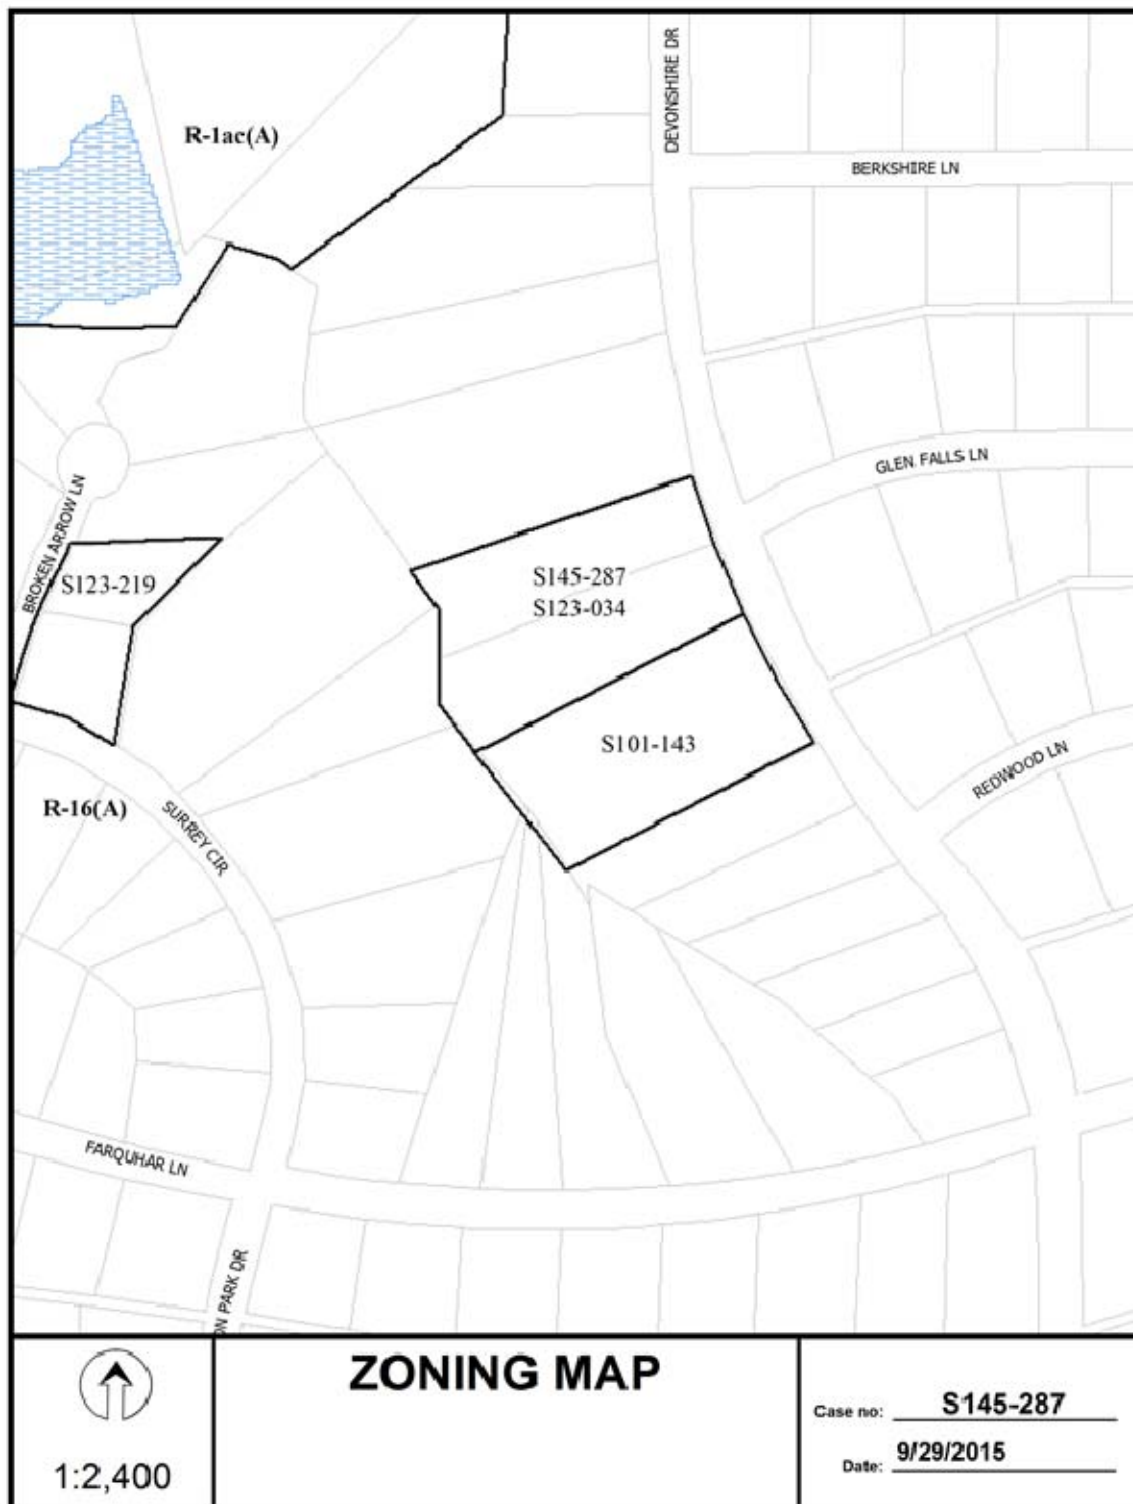 DEVONSHIRE DR
R-1ac(A)
BERKSHIRE LN
GLEN FALLS LN
BROKEN ARROW LN
S123-219
S145-287
S123-034
S101-143
REDWOOD LN
R-16(A)
SURREY CIR
FARQUHAR LN
ON PARK DR
ZONING MAP
1:2,400
Case no: S145-287
Date: 9/29/2015